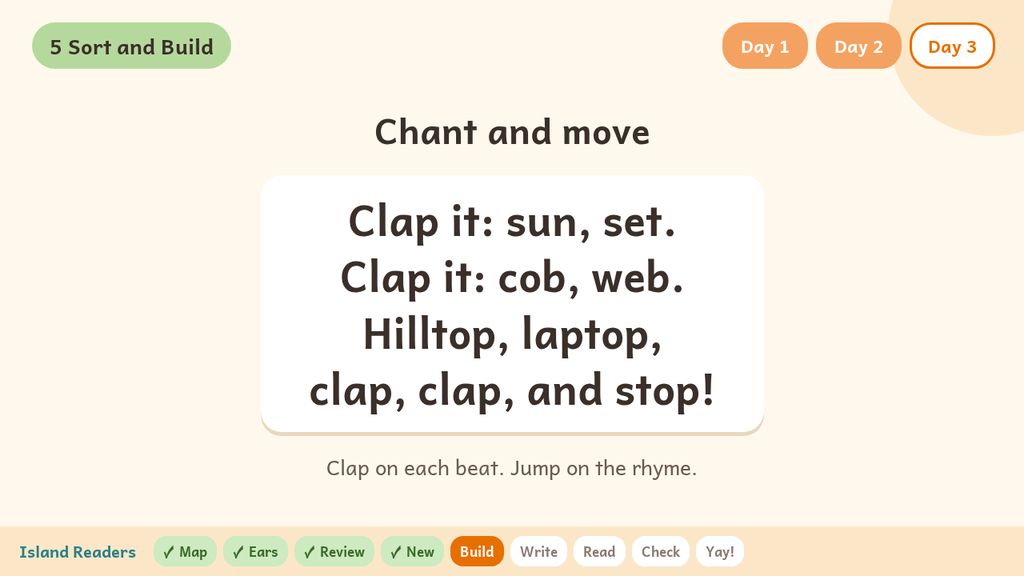 5 Sort and Build
Day 1
Day 2
Day 3
Chant and move
Clap it: sun, set.
Clap it: cob, web.
Hilltop, laptop,
clap, clap, and stop!
Clap on each beat. Jump on the rhyme.
Island Readers
✓ Map
✓ Ears
✓ Review
✓ New
Build
Write
Read
Check
Yay!